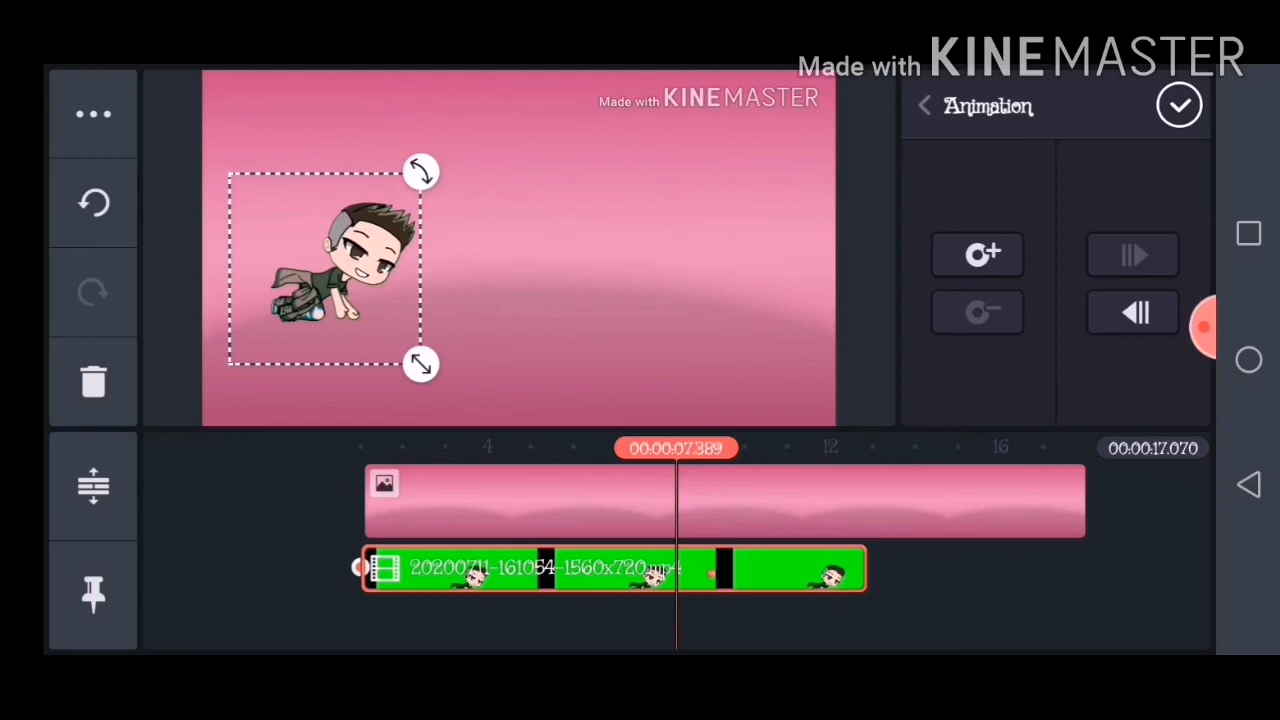 Made with KINEMASTER
Made with KINEMASTER
Animation
4
00:00:07.389
12
16
00:00:17.070
20200711-161054-1560x720.mp4